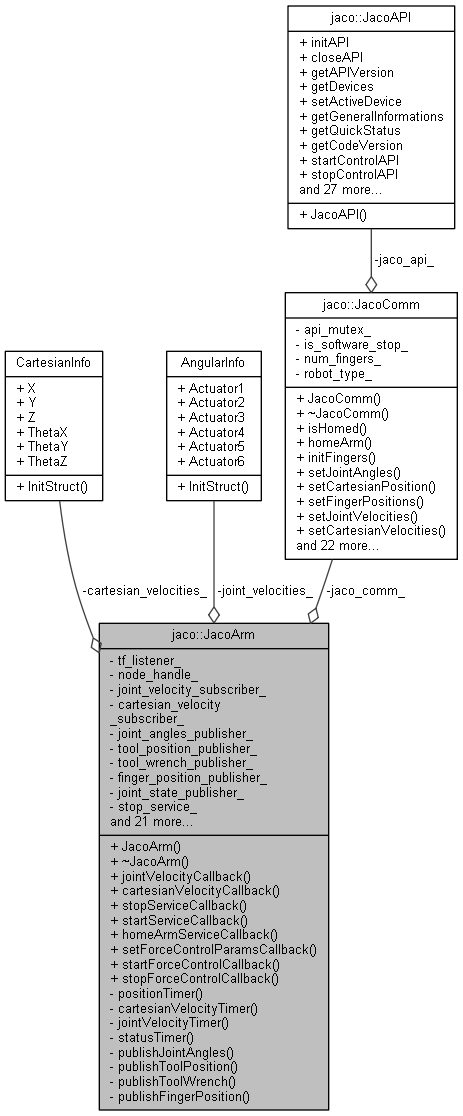 jaco::JacoAPI
+ initAPI
+ closeAPI
+ getAPIVersion
+ getDevices
+ setActiveDevice
+ getGeneralInformations
+ getQuickStatus
+ getCodeVersion
+ startControlAPI
+ stopControlAPI
and 27 more...
+ JacoAPI()
-jaco_api_
jaco::JacoComm
- api_mutex_
- is_software_stop_
- num_fingers_
- robot_type_
+ JacoComm()
+ ~JacoComm()
+ isHomed()
+ homeArm()
+ initFingers()
+ setJointAngles()
+ setCartesianPosition()
+ setFingerPositions()
+ setJointVelocities()
+ setCartesianVelocities()
and 22 more...
CartesianInfo
+ X
+ Y
+ Z
+ ThetaX
+ ThetaY
+ ThetaZ
+ InitStruct()
AngularInfo
+ Actuator1
+ Actuator2
+ Actuator3
+ Actuator4
+ Actuator5
+ Actuator6
+ InitStruct()
-cartesian_velocities_
-joint_velocities_
-jaco_comm_
jaco::JacoArm
- tf_listener_
- node_handle_
- joint_velocity_subscriber_
- cartesian_velocity
_subscriber_
- joint_angles_publisher_
- tool_position_publisher_
- tool_wrench_publisher_
- finger_position_publisher_
- joint_state_publisher_
- stop_service_
and 21 more...
+ JacoArm()
+ ~JacoArm()
+ jointVelocityCallback()
+ cartesianVelocityCallback()
+ stopServiceCallback()
+ startServiceCallback()
+ homeArmServiceCallback()
+ setForceControlParamsCallback()
+ startForceControlCallback()
+ stopForceControlCallback()
- positionTimer()
- cartesianVelocityTimer()
- jointVelocityTimer()
- statusTimer()
- publishJointAngles()
- publishToolPosition()
- publishToolWrench()
- publishFingerPosition()